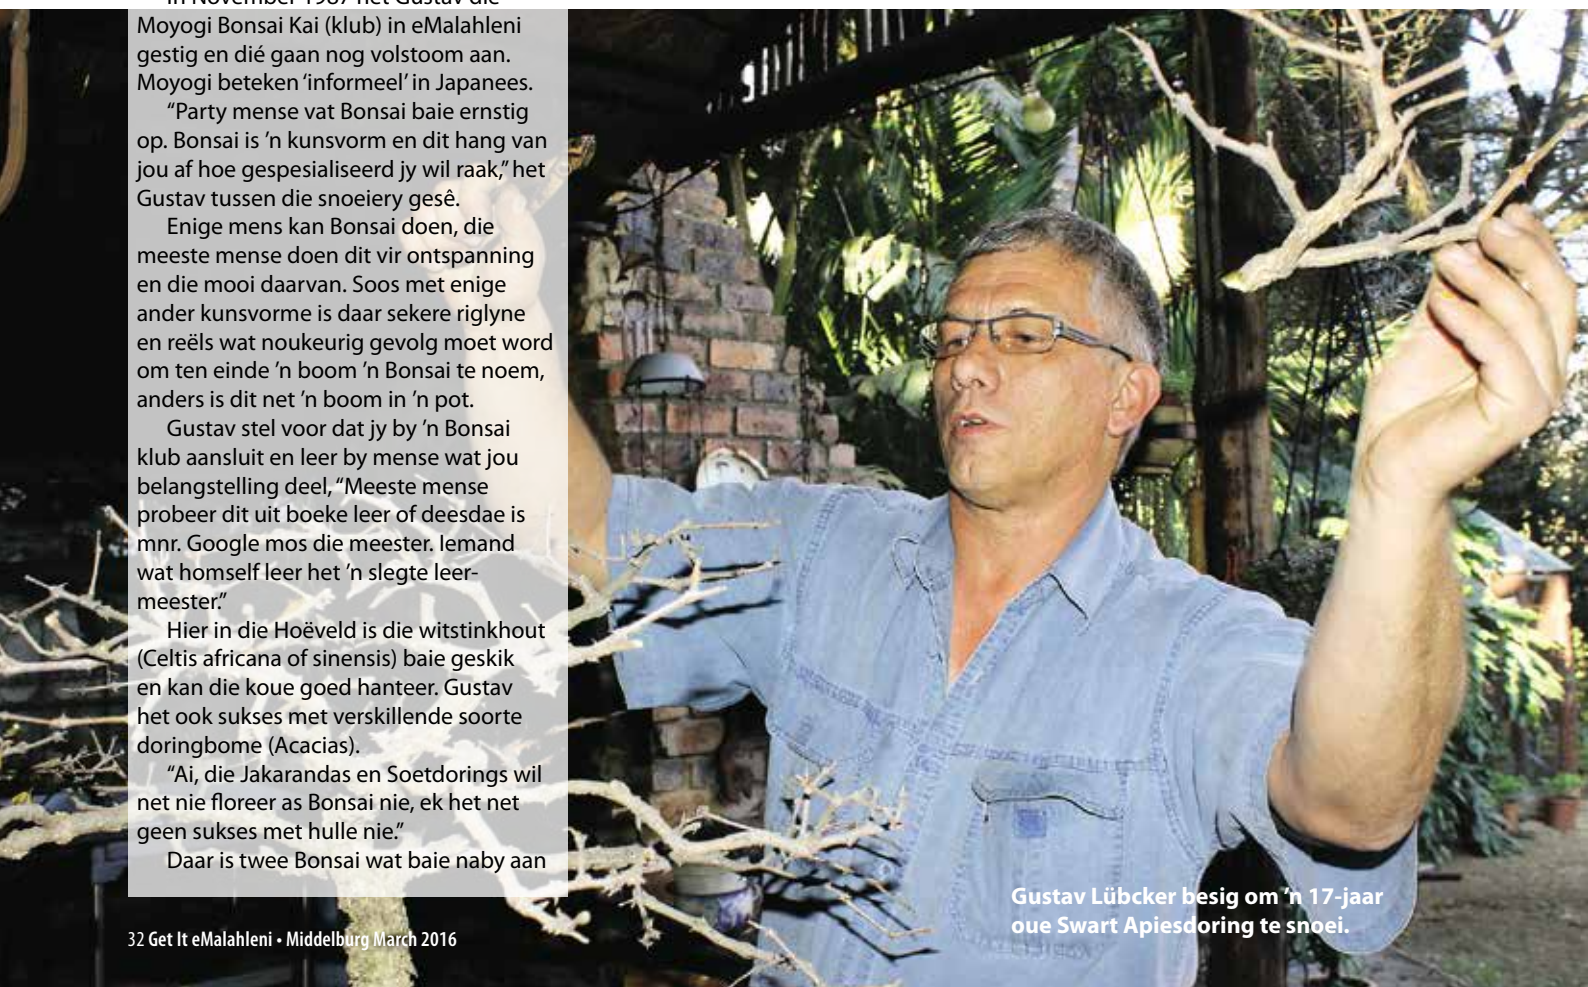 In November 1987 het Gustav die
Moyogi Bonsai Kai (klub) in eMalahleni
gestig en dié gaan nog volstoom aan.
Moyogi beteken ‘informeel’ in Japanees.
“Party mense vat Bonsai baie ernstig
op. Bonsai is ’n kunsvorm en dit hang van
jou af hoe gespesialiseerd jy wil raak,” het
Gustav tussen die snoeiery gesê.
Enige mens kan Bonsai doen, die
meeste mense doen dit vir ontspanning
en die mooi daarvan. Soos met enige
ander kunsvorme is daar sekere riglyne
en reëls wat noukeurig gevolg moet word
om ten einde ’n boom ’n Bonsai te noem,
anders is dit net ’n boom in ’n pot.
Gustav stel voor dat jy by ’n Bonsai
klub aansluit en leer by mense wat jou
belangstelling deel, “Meeste mense
probeer dit uit boeke leer of deesdae is
mnr. Google mos die meester. Iemand
wat homself leer het ’n slegte leer-
meester.”
Hier in die Hoëveld is die witstinkhout
(Celtis africana of sinensis) baie geskik
en kan die koue goed hanteer. Gustav
het ook sukses met verskillende soorte
doringbome (Acacias).
“Ai, die Jakarandas en Soetdorings wil
net nie floreer as Bonsai nie, ek het net
geen sukses met hulle nie.”
Daar is twee Bonsai wat baie naby aan
Gustav Lübcker besig om ’n 17-jaar
oue Swart Apiesdoring te snoei.
32 Get It eMalahleni • Middelburg March 2016